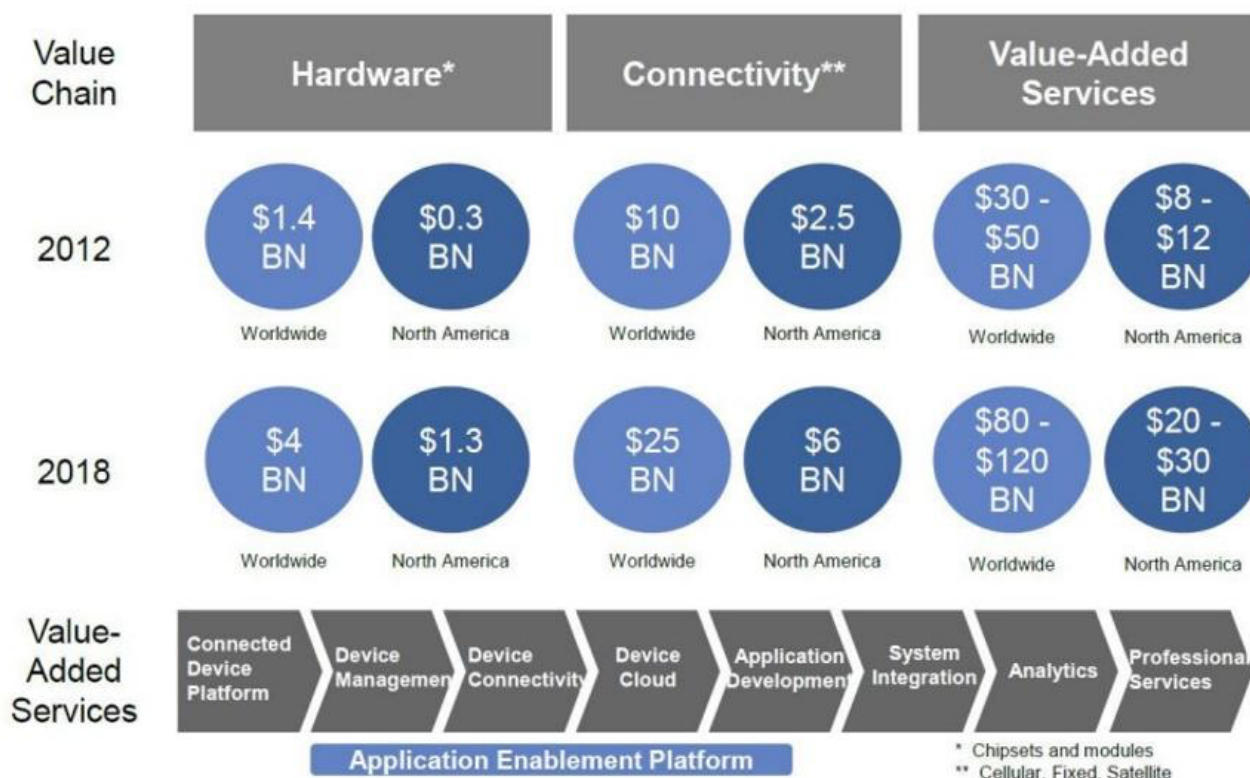 Value
Chain
Hardware*
Connectivity**
Value-Added
Services
2012
$1.4
BN
$0.3
BN
$10
BN
$2.5
BN
$30 -
$50
BN
$8 -
$12
BN
Worldwide
North America
Worldwide
North America
Worldwide
North America
2018
$4
BN
$1.3
BN
$25
BN
$6
BN
$80 -
$120
BN
$20 -
$30
BN
Worldwide
North America
Worldwide
North America
Worldwide
North America
Value-
Added
Services
Connected
Device
Platform
Device
Management
Device
Connectivity
Device
Cloud
Application
Development
System
Integration
Analytics
Professional
Services
Application Enablement Platform
* Chipsets and modules
** Cellular, Fixed, Satellite